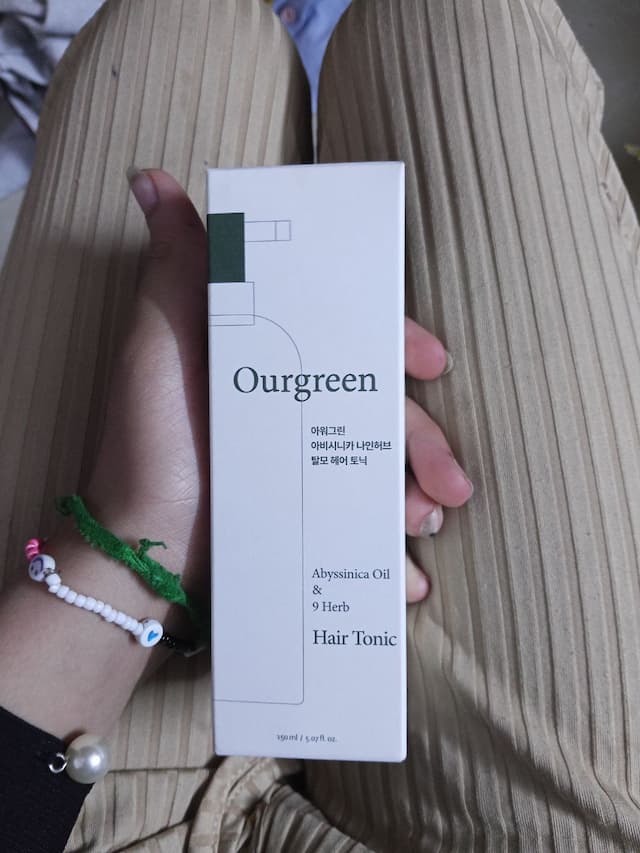 Ourgreen
아워그린
아비시니카 나인허브
탈모 헤어 토닉
Abyssinica Oil
&
9 Herb
Hair Tonic
150 ml / 5.07 fl. oz.